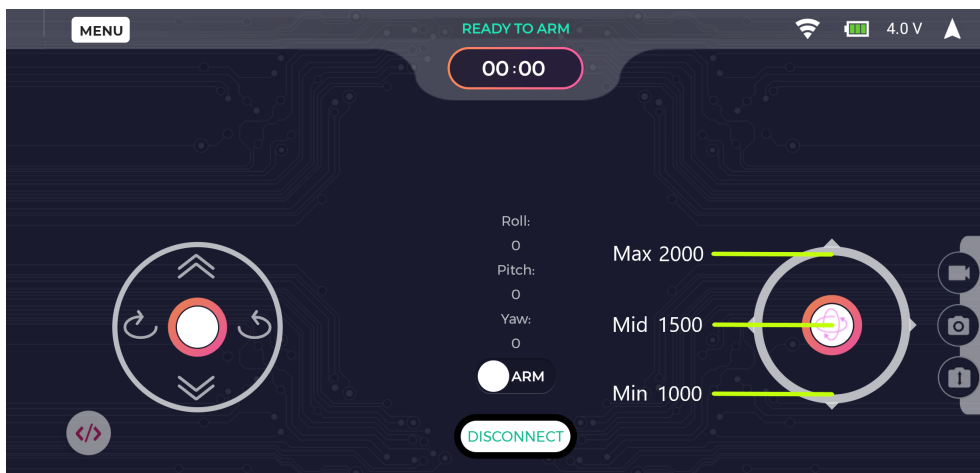 MENU
READY TO ARM
4.0 V
00:00
Roll:
0
Pitch:
0
Yaw:
0
ARM
DISCONNECT
Max 2000
Mid 1500
Min 1000
</>